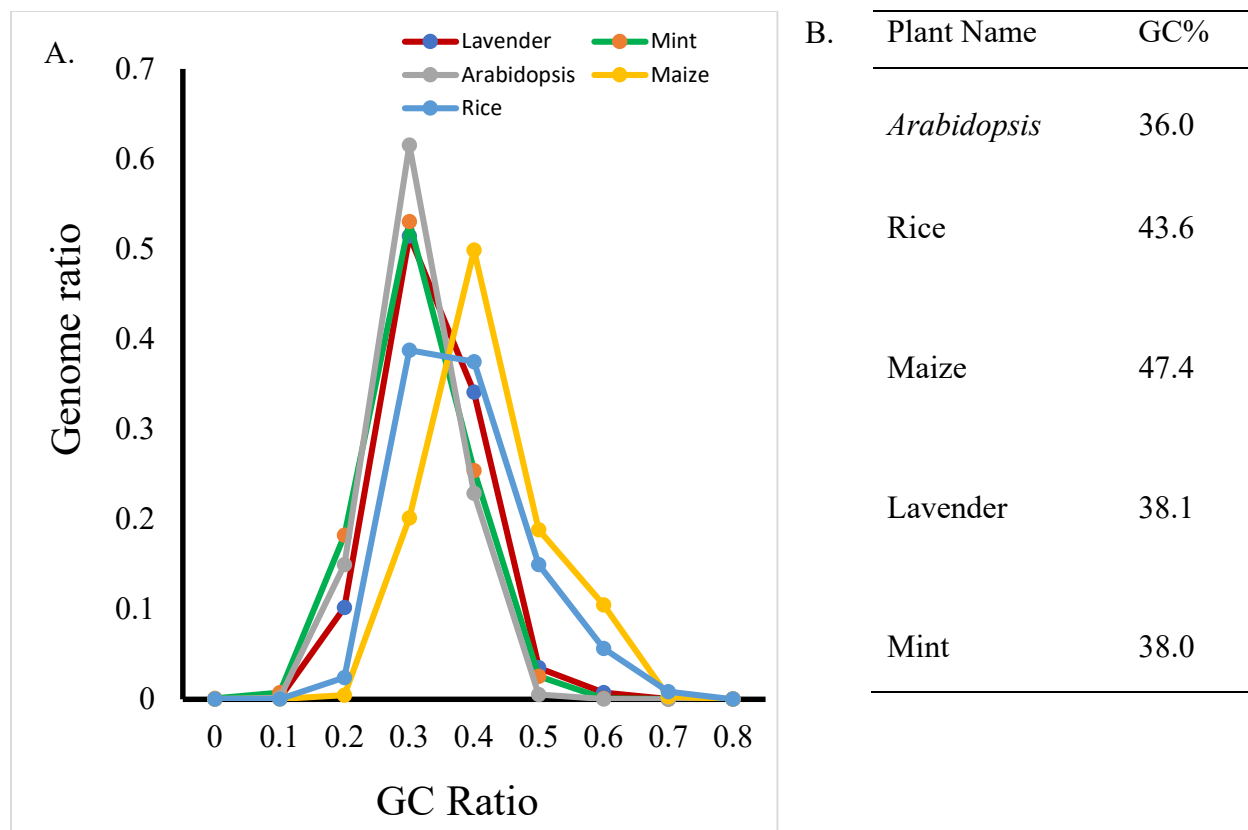 A.
Lavender Mint
Arabidopsis Maize
Rice
0.7
0.6
0.5
0.4
0.3
0.2
0.1
0
Genome ratio
0 0.1 0.2 0.3 0.4 0.5 0.6 0.7 0.8
GC Ratio
B.
Plant Name GC%
Arabidopsis 36.0
Rice 43.6
Maize 47.4
Lavender 38.1
Mint 38.0